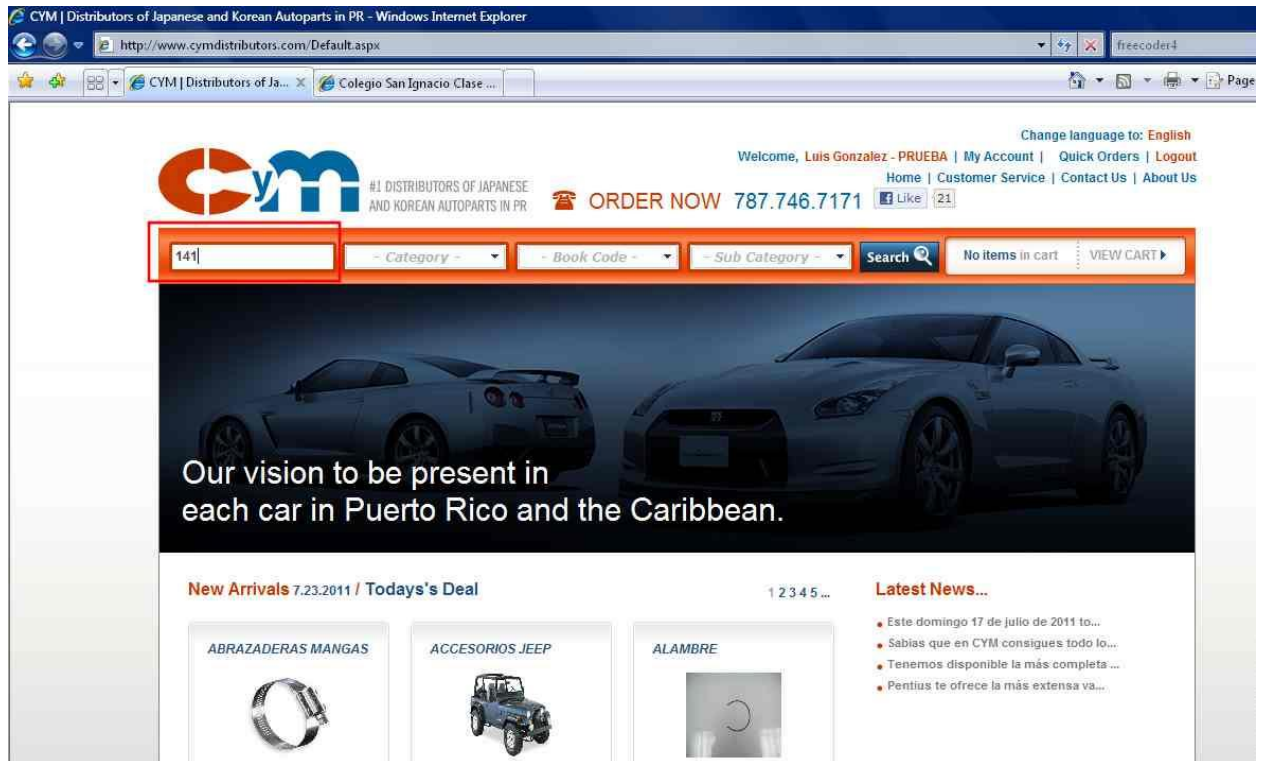 CYM | Distributors of Japanese and Korean Autoparts in PR - Windows Internet Explorer
http://www.cymdistributors.com/Default.aspx
freecoder4
CYM | Distributors of Ja... X
Colegio San Ignacio Clase ...
Page
Change language to: English
Welcome, Luis Gonzalez - PRUEBA | My Account | Quick Orders | Logout
Home | Customer Service | Contact Us | About Us
CyM
#1 DISTRIBUTORS OF JAPANESE
AND KOREAN AUTOPARTS IN PR
ORDER NOW 787.746.7171
Like 21
141
- Category -
- Book Code -
- Sub Category -
Search
No items in cart
VIEW CART
Our vision to be present in
each car in Puerto Rico and the Caribbean.
New Arrivals 7.23.2011 / Todays's Deal
1 2 3 4 5 ...
Latest News...
Este domingo 17 de julio de 2011 to...
Sabias que en CYM consigues todo lo...
Tenemos disponible la más completa ...
Pentius te ofrece la más extensa va...
ABRAZADERAS MANGAS
ACCESORIOS JEEP
ALAMBRE